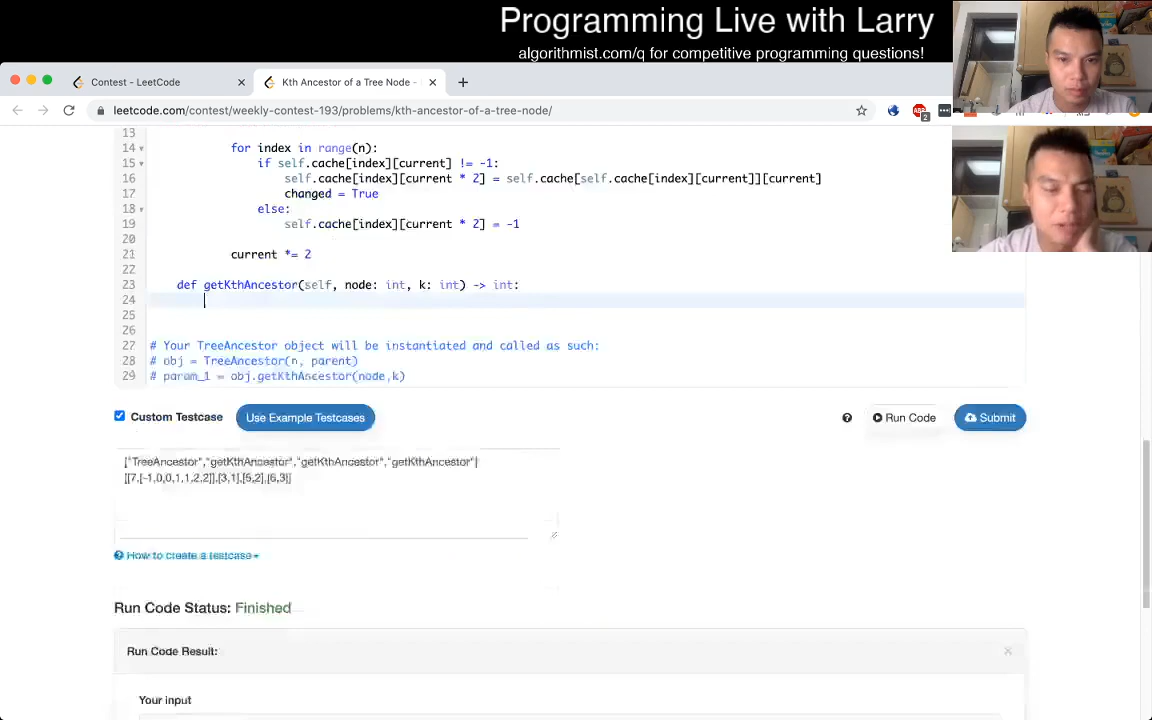 Programming Live with Larry
algorithmist.com/q for competitive programming questions!
Contest - LeetCode
Kth Ancestor of a Tree Node -
leetcode.com/contest/weekly-contest-193/problems/kth-ancestor-of-a-tree-node/
ABP
2
13
14 for index in range(n):
15 if self.cache[index][current] != -1:
16 self.cache[index][current * 2] = self.cache[self.cache[index][current]][current]
17 changed = True
18 else:
19 self.cache[index][current * 2] = -1
20
21 current *= 2
22
23 def getKthAncestor(self, node: int, k: int) -> int:
24
25
26
27 # Your TreeAncestor object will be instantiated and called as such:
28 # obj = TreeAncestor(n, parent)
29 # param_1 = obj.getKthAncestor(node,k)
Custom Testcase
Use Example Testcases
Run Code
Submit
["TreeAncestor","getKthAncestor","getKthAncestor","getKthAncestor"]
[[7,[-1,0,0,1,1,2,2]],[3,1],[5,2],[6,3]]
How to create a testcase
Run Code Status: Finished
Run Code Result:
Your input